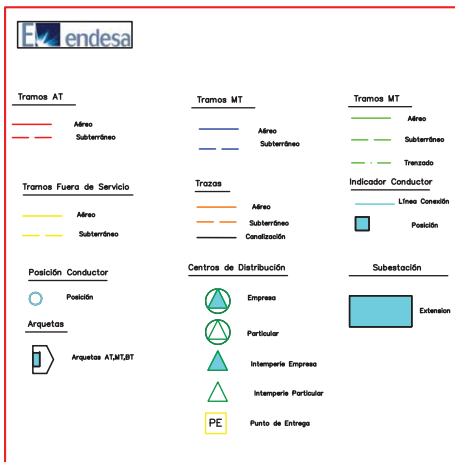 endesa
Tramos AT
Aéreo
Subterráneo
Tramos MT
Aéreo
Subterráneo
Tramos MT
Aéreo
Subterráneo
Trenzado
Tramos Fuera de Servicio
Aéreo
Subterráneo
Trazas
Aéreo
Subterráneo
Canalización
Indicador Conductor
Línea Conexión
Posición
Posición Conductor
Posición
Arquetas
Arquetas AT,MT,BT
Centros de Distribución
Empresa
Particular
Intemperie Empresa
Intemperie Particular
PE
Punto de Entrega
Subestación
Extension